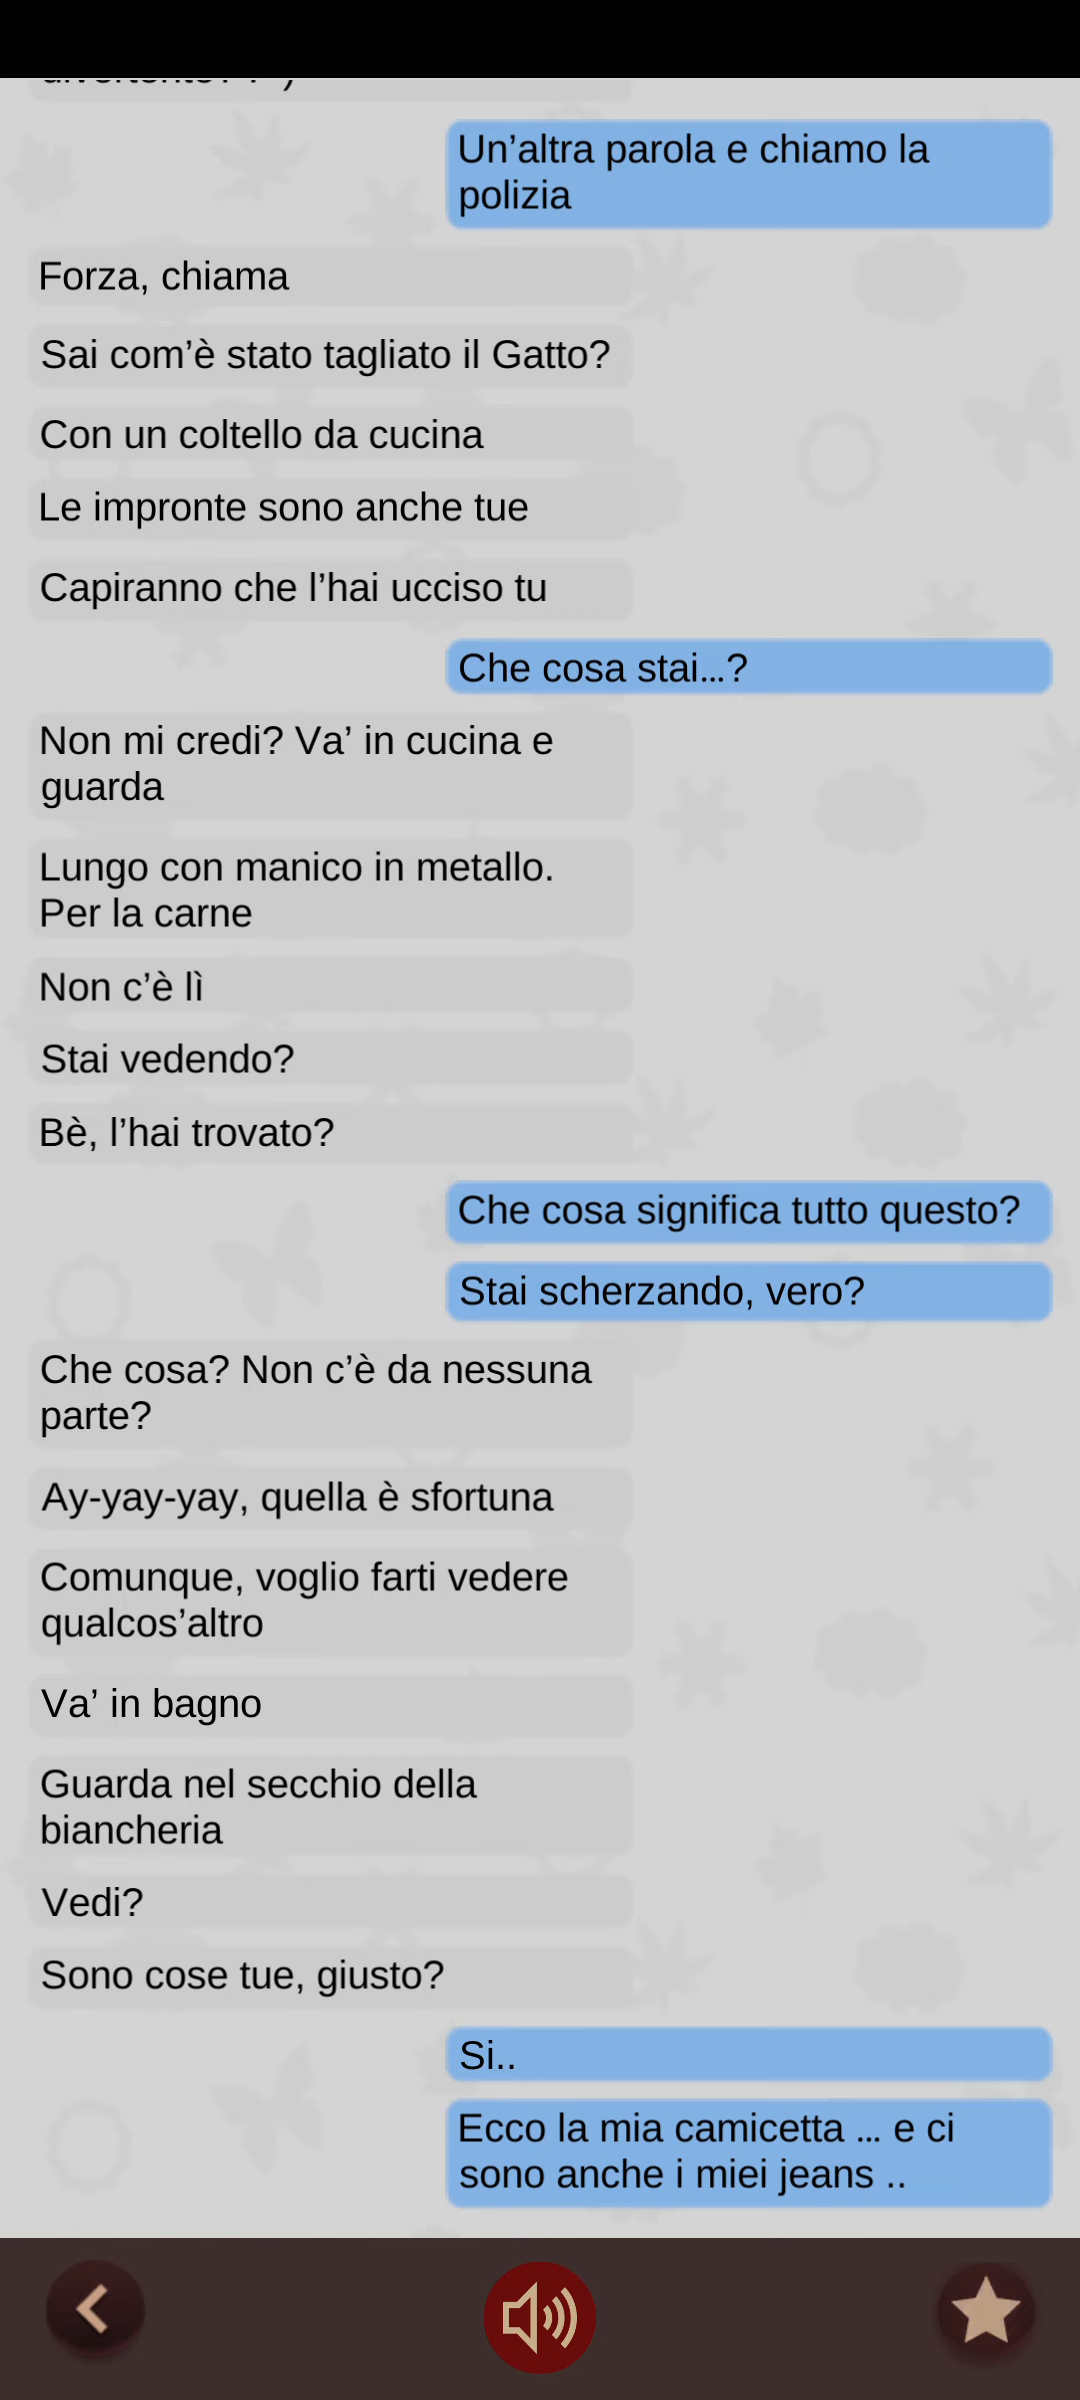 Un’altra parola e chiamo la
polizia
Forza, chiama
Sai com’è stato tagliato il Gatto?
Con un coltello da cucina
Le impronte sono anche tue
Capiranno che l’hai ucciso tu
Che cosa stai...?
Non mi credi? Va’ in cucina e
guarda
Lungo con manico in metallo.
Per la carne
Non c’è lì
Stai vedendo?
Bè, l’hai trovato?
Che cosa significa tutto questo?
Stai scherzando, vero?
Che cosa? Non c’è da nessuna
parte?
Ay-yay-yay, quella è sfortuna
Comunque, voglio farti vedere
qualcos’altro
Va’ in bagno
Guarda nel secchio della
biancheria
Vedi?
Sono cose tue, giusto?
Si..
Ecco la mia camicetta ... e ci
sono anche i miei jeans ..